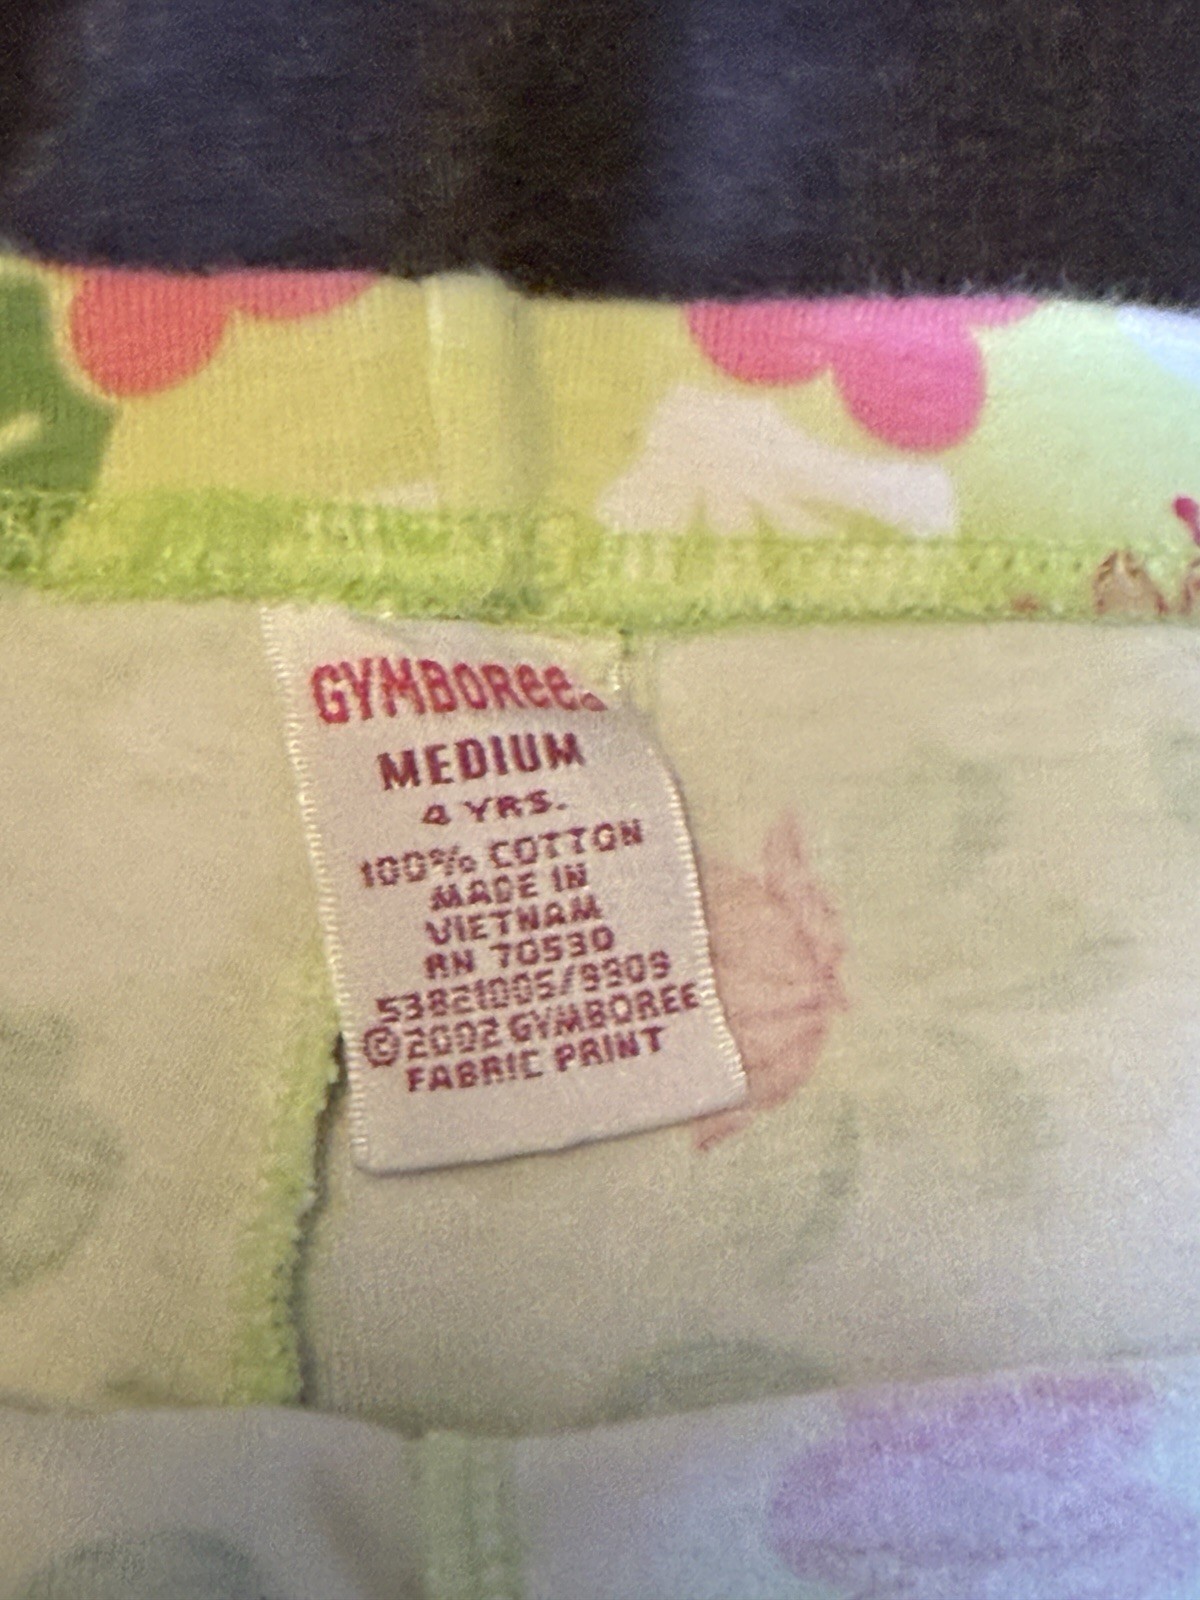 GYMBOREE
MEDIUM
4 YRS.
100% COTTON
MADE IN
VIETNAM
RN 70530
53821005/9909
©2002 GYMBOREE
FABRIC PRINT